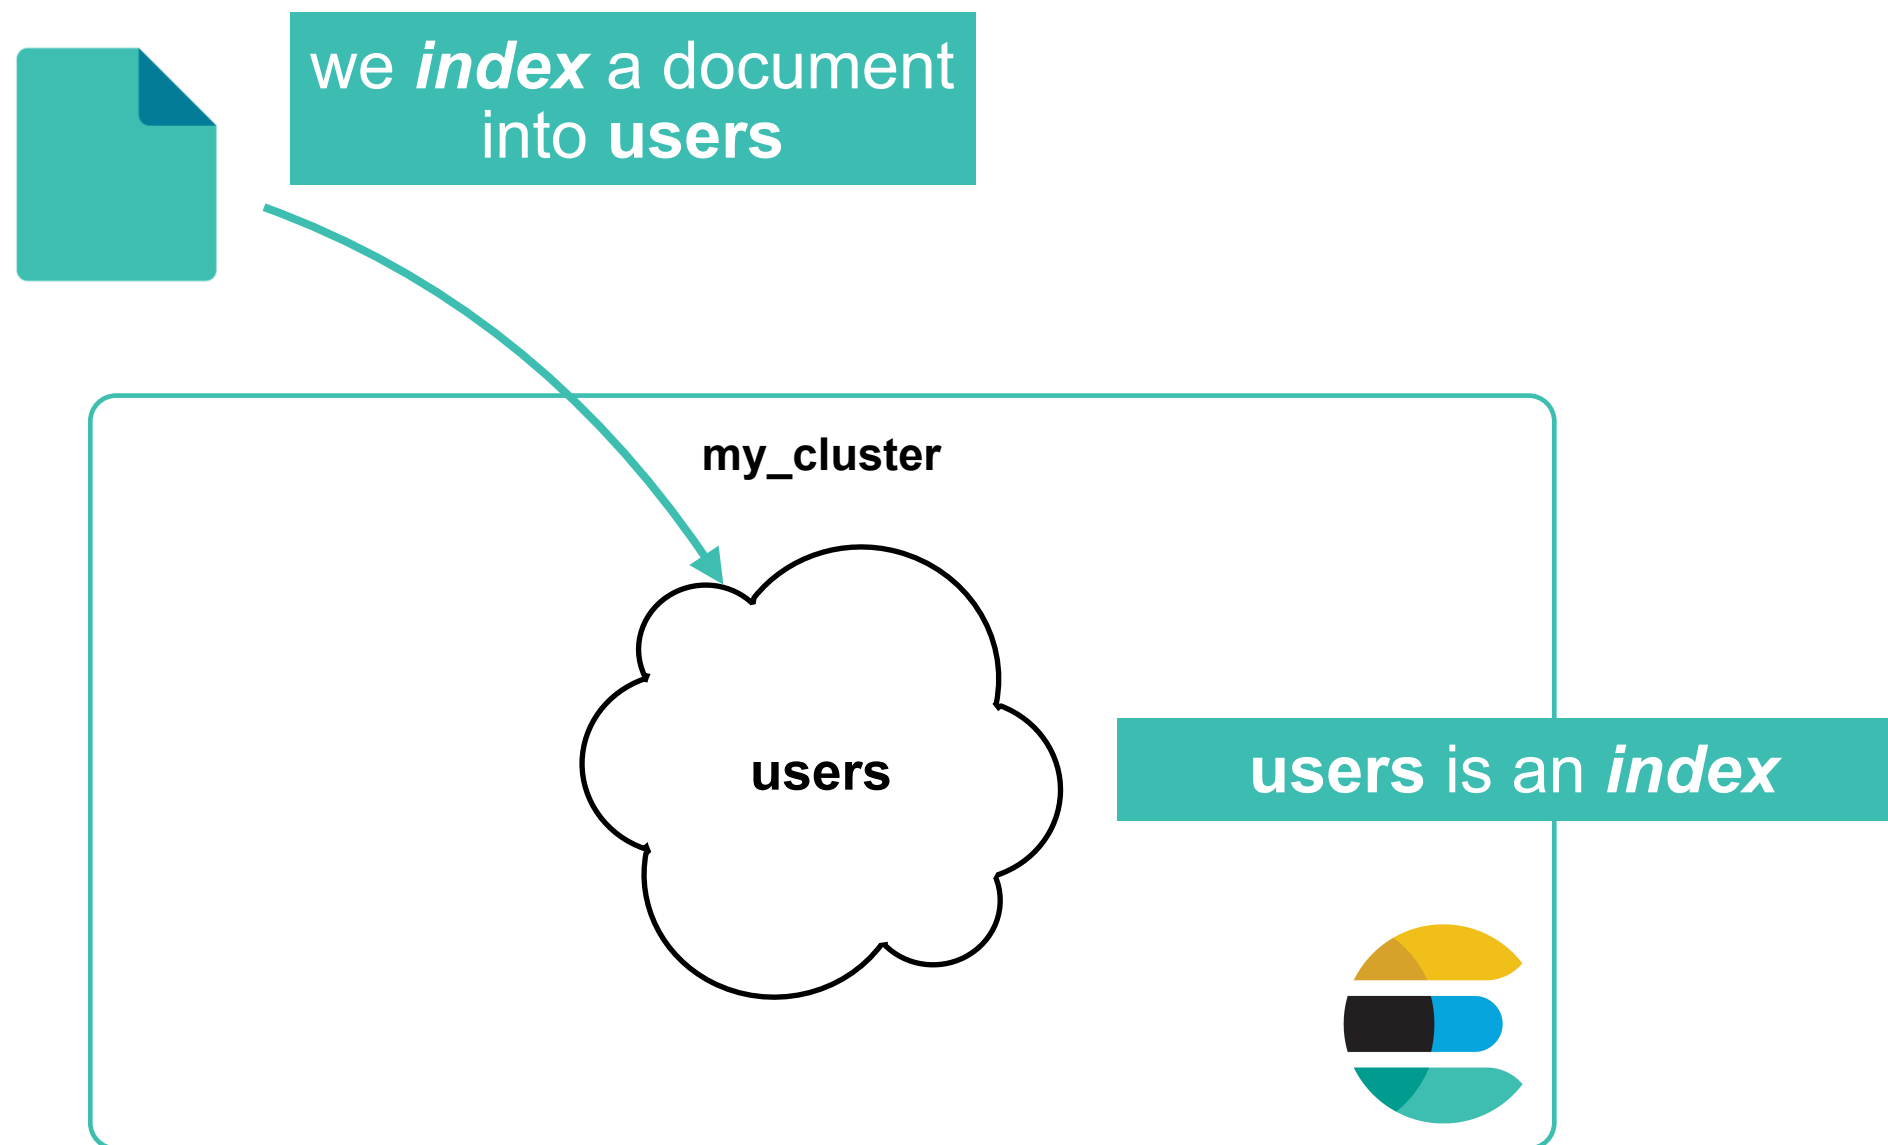 we index a document
into users
my_cluster
users
users is an index